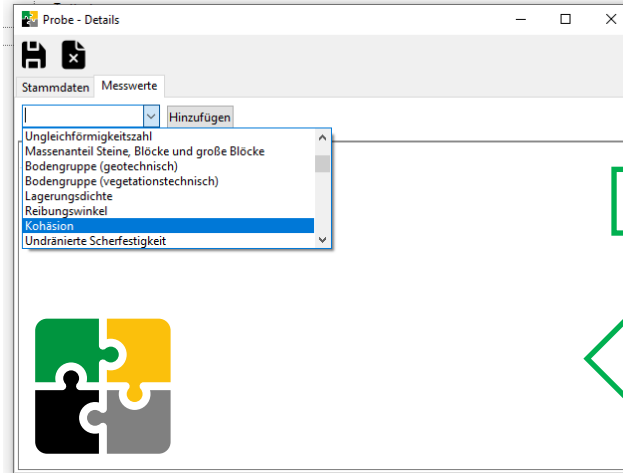 Probe - Details
Stammdaten Messwerte
Hinzufügen
Ungleichförmigkeitszahl
Massenanteil Steine, Blöcke und große Blöcke
Bodengruppe (geotechnisch)
Bodengruppe (vegetationstechnisch)
Lagerungsdichte
Reibungswinkel
Kohäsion
Undränierte Scherfestigkeit